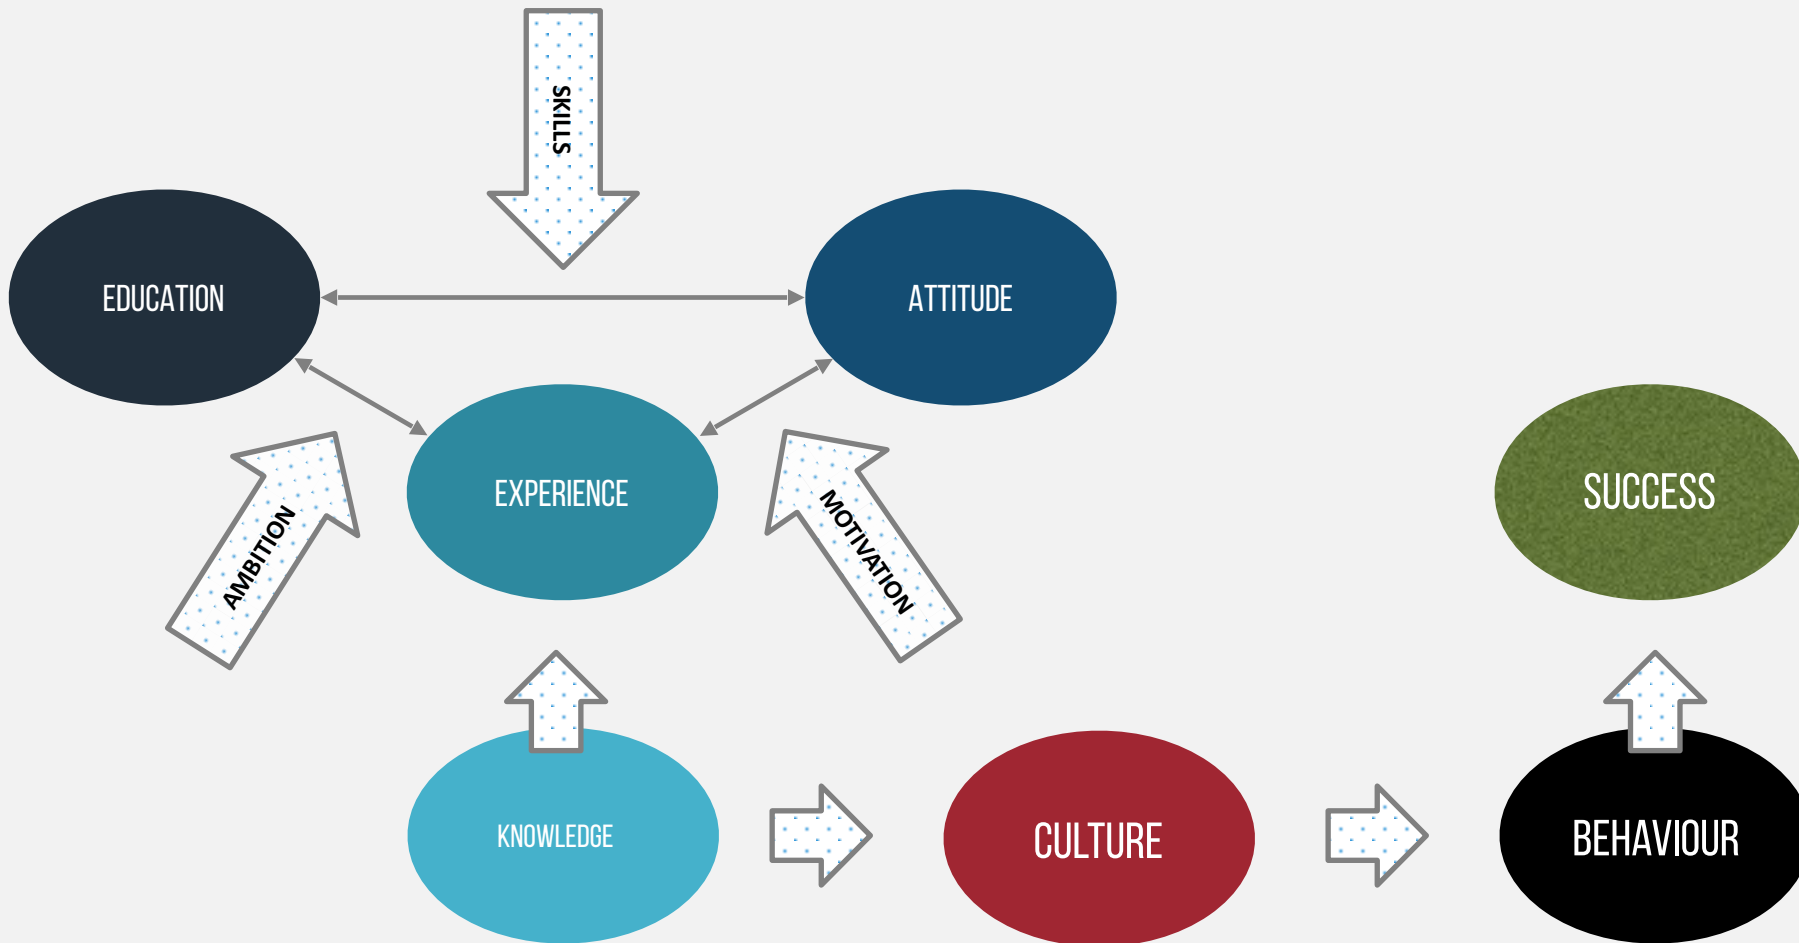 SKILLS
EDUCATION
ATTITUDE
EXPERIENCE
SUCCESS
AMBITION
MOTIVATION
KNOWLEDGE
CULTURE
BEHAVIOUR